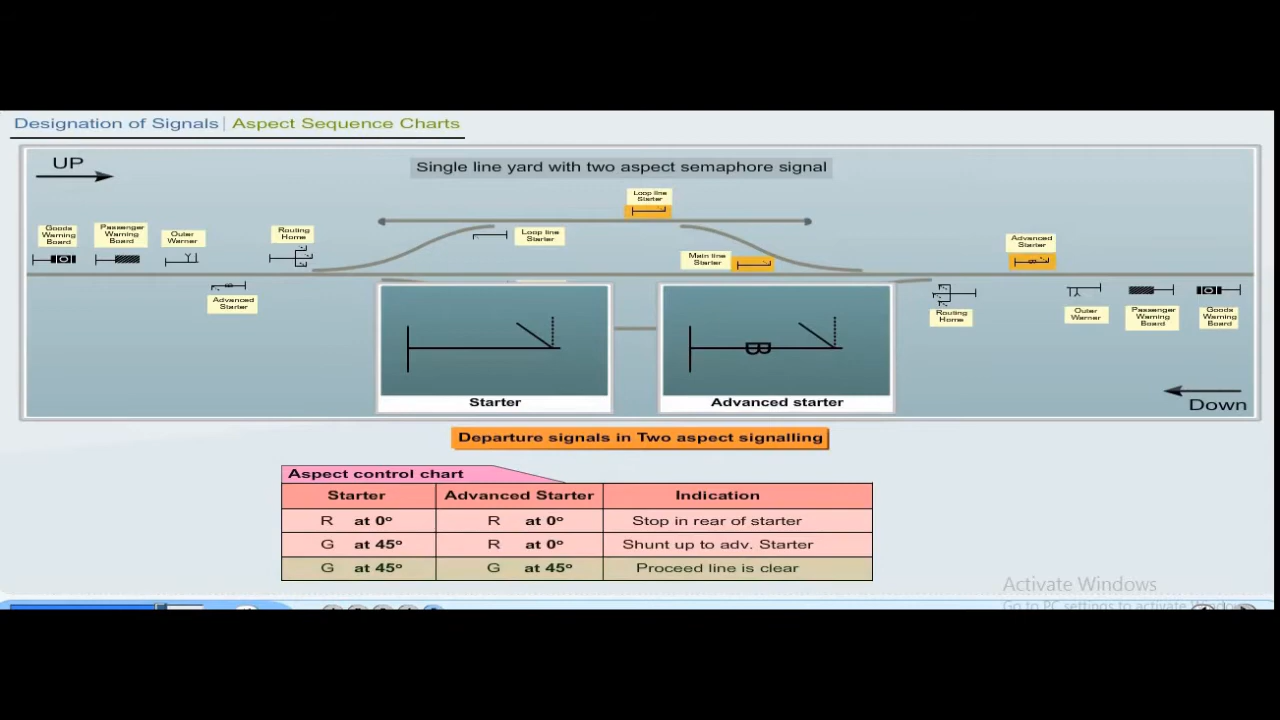 Designation of Signals | Aspect Sequence Charts
UP
Single line yard with two aspect semaphore signal
Loop line
Starter
Goods
Warning
Board
Passenger
Warning
Board
Outer
Warner
Routing
Home
Loop line
Starter
Main line
Starter
Advanced
Starter
Advanced
Starter
Routing
Home
Outer
Warner
Passenger
Warning
Board
Goods
Warning
Board
Starter
Advanced starter
Down
Departure signals in Two aspect signalling
Aspect control chart
Starter Advanced Starter Indication
R at 0° R at 0° Stop in rear of starter
G at 45° R at 0° Shunt up to adv. Starter
G at 45° G at 45° Proceed line is clear
Activate Windows
Go to PC settings to activate Windows